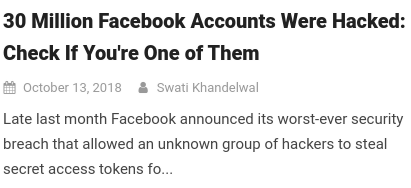 30 Million Facebook Accounts Were Hacked:
Check If You're One of Them
October 13, 2018 Swati Khandelwal
Late last month Facebook announced its worst-ever security
breach that allowed an unknown group of hackers to steal
secret access tokens fo...